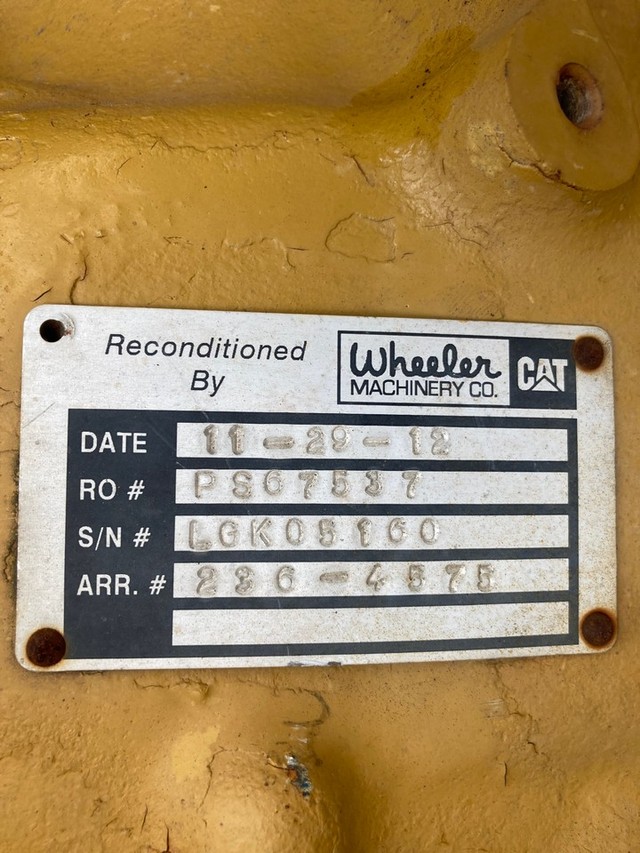 Reconditioned
By
Wheeler
MACHINERY CO.
CAT
DATE 11-29-12
RO # PS67537
S/N # LGK05160
ARR. # 236-4575